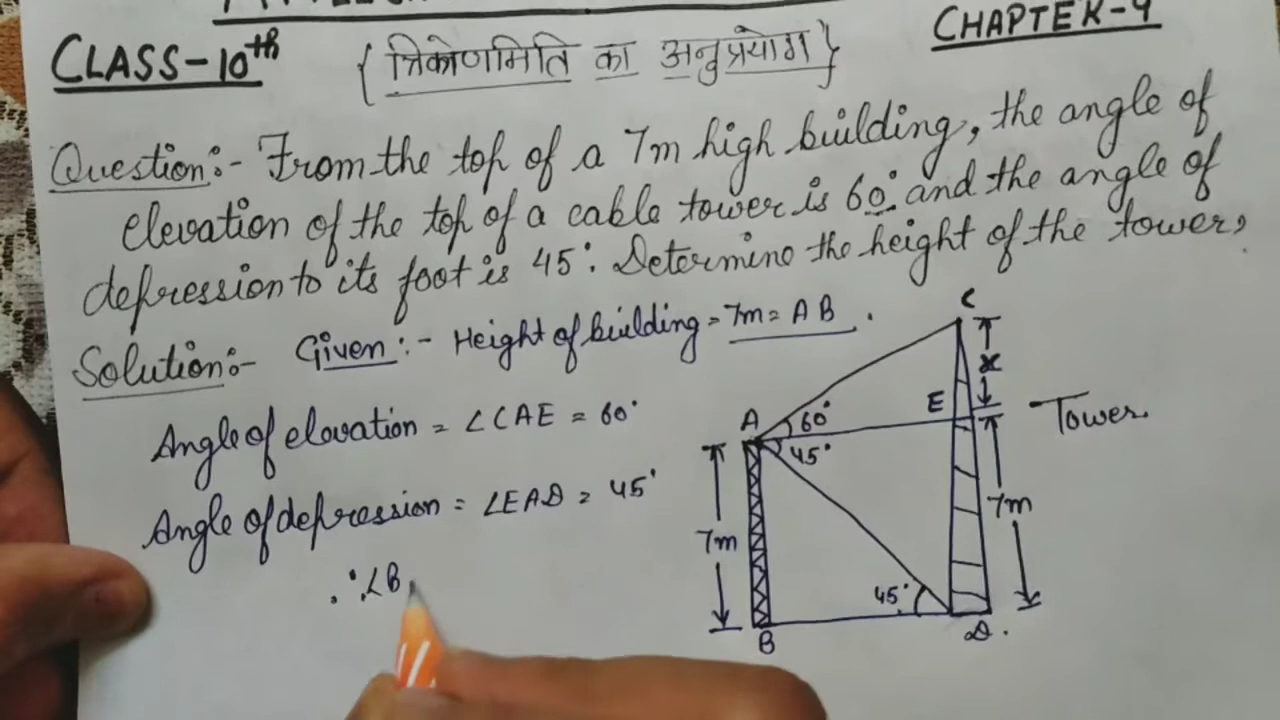 CHAPTER-4
CLASS-10th
{त्रिकोणमिति का अनुप्रयोग}
Question:- From the top of a 7m high building, the angle of
elevation of the top of a cable tower is 60° and the angle of
depression to its foot is 45°. Determine the height of the tower,
Solution:- Given:- Height of building = 7m = AB.
Angle of elevation = ∠CAE = 60°
Angle of depression = ∠EAD = 45°
∴ ∠B
C
x
E
Tower.
A
60°
45°
7m
7m
45°
B
D.